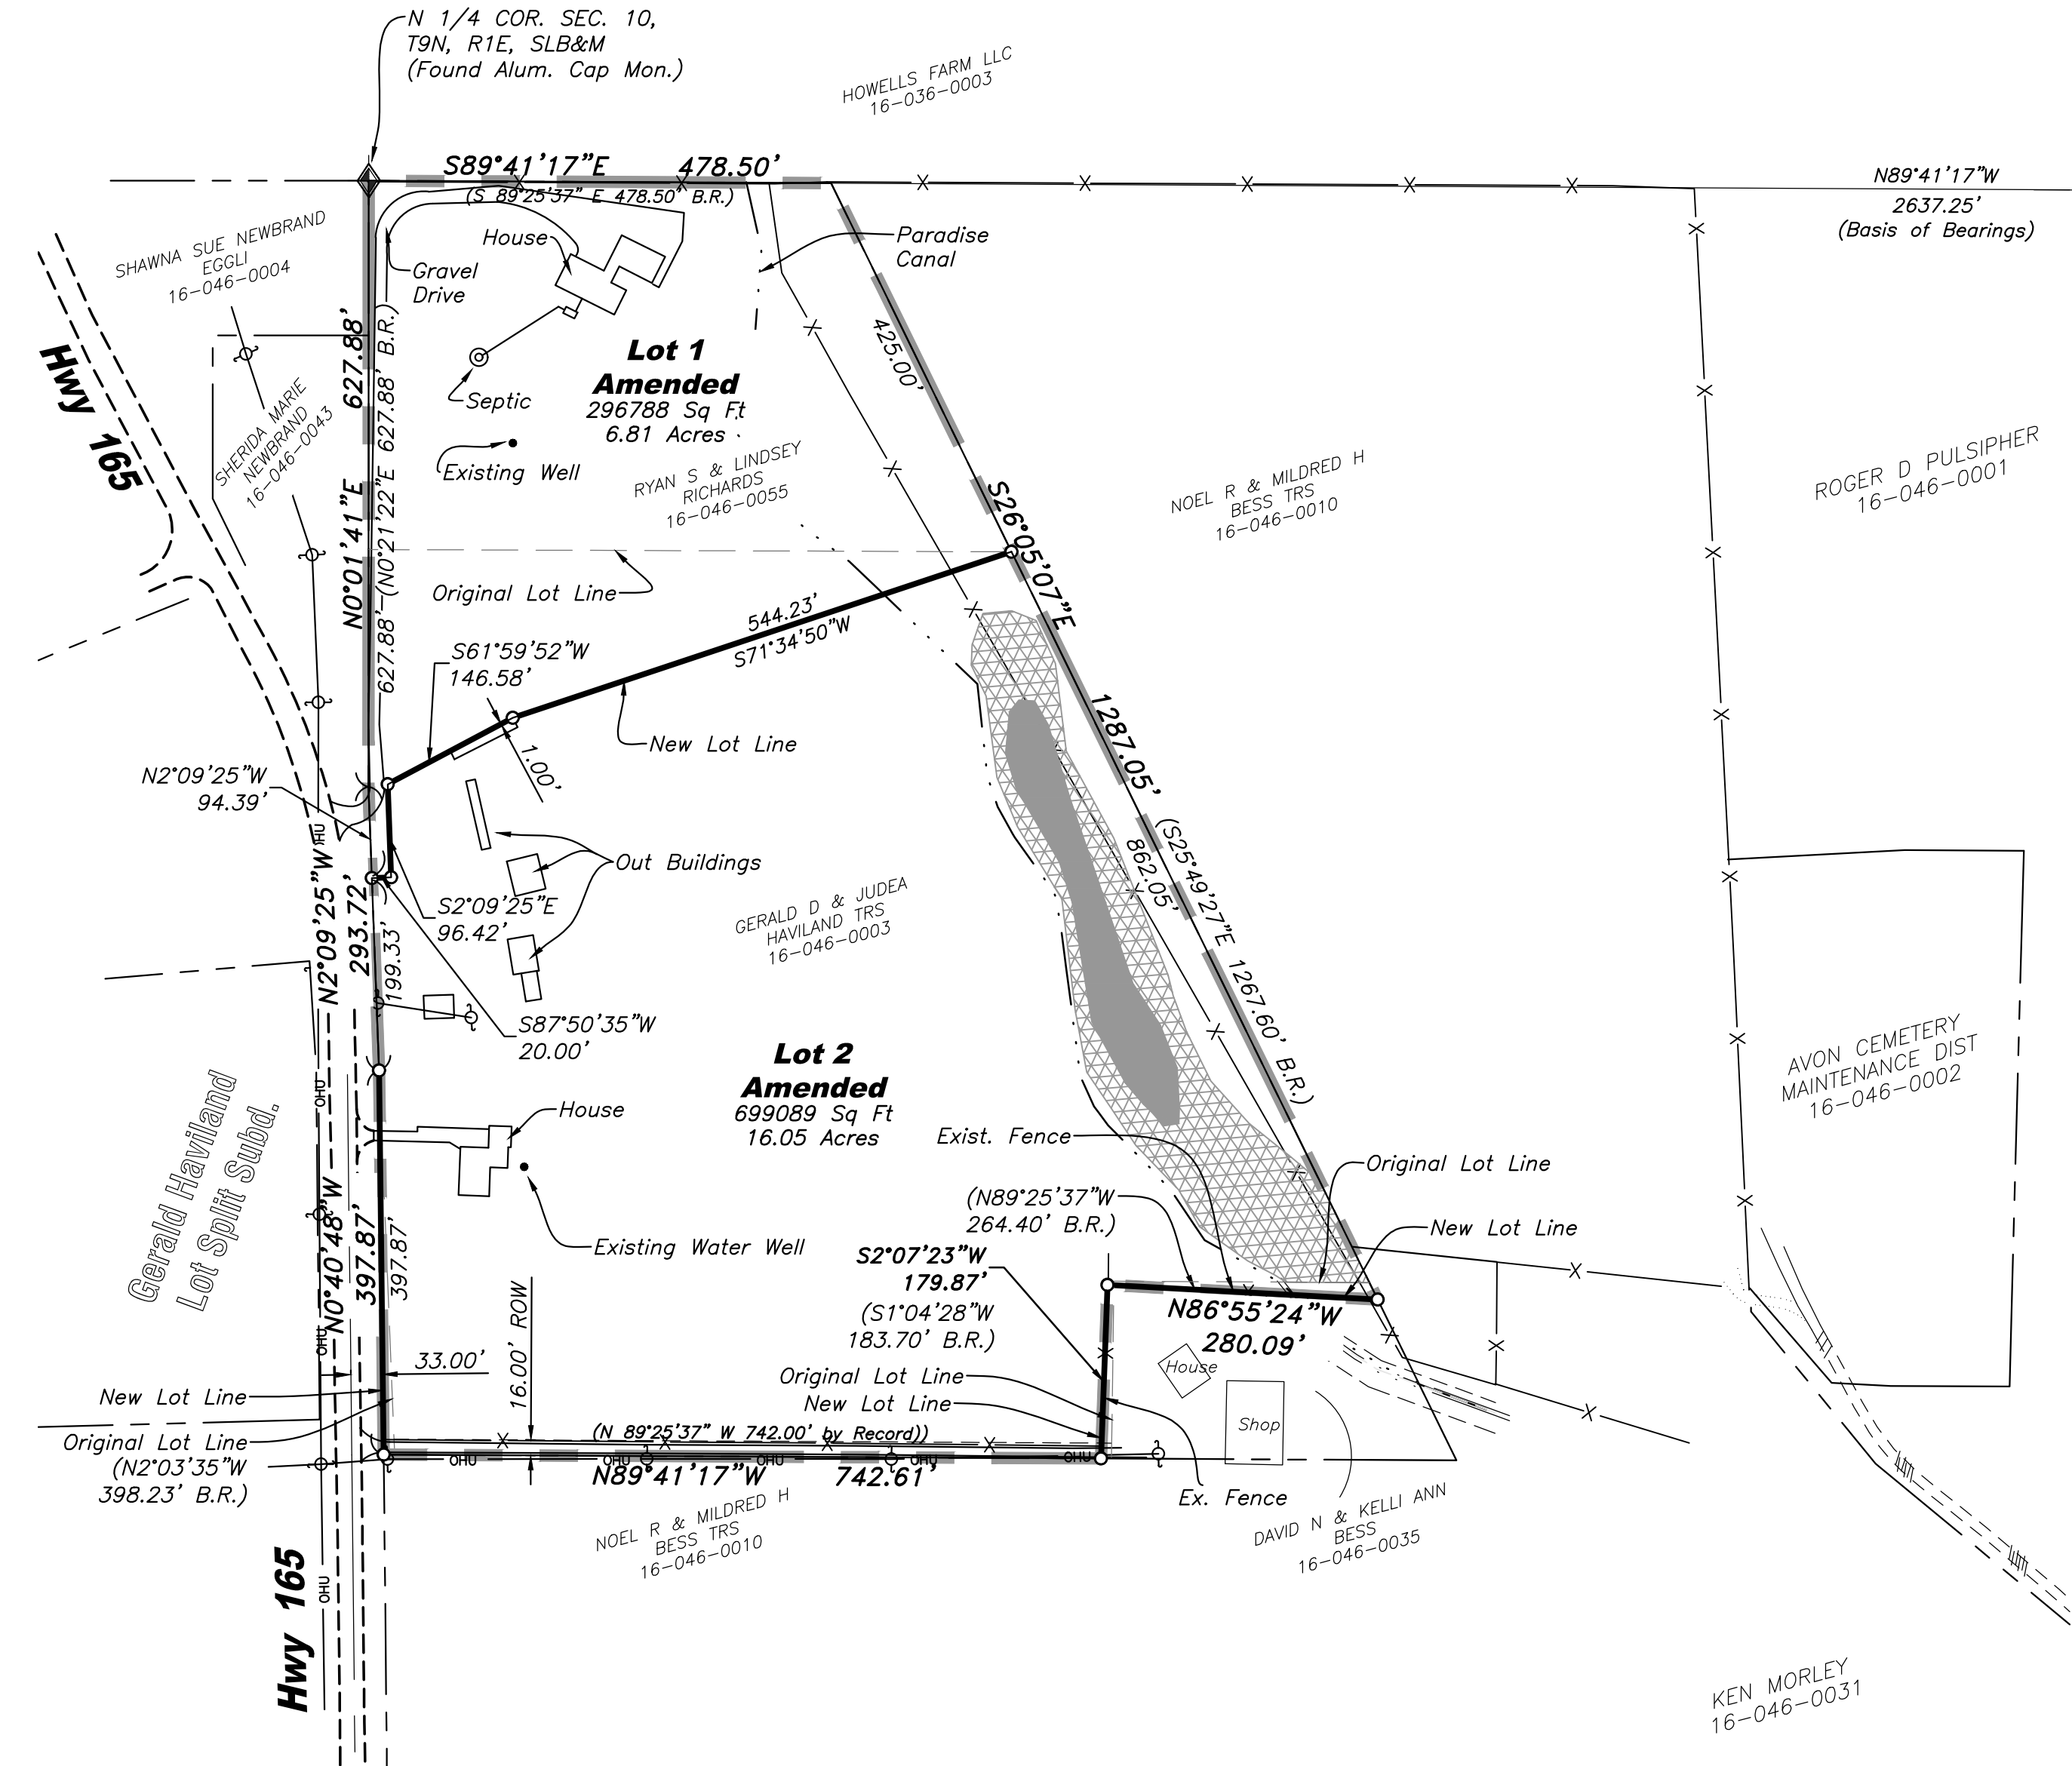 N 1/4 COR. SEC. 10,
T9N, R1E, SLB&M
(Found Alum. Cap Mon.)
HOWELLS FARM LLC
16-036-0003
S89°41'17"E 478.50'
(S 89°25'37" E 478.50' B.R.)
N89°41'17"W
2637.25'
(Basis of Bearings)
SHAWNA SUE NEWBRAND
EGGLI
16-046-0004
House
Gravel
Drive
Paradise
Canal
Hwy 165
627.88'
N0°01'41"E
627.88'
(N0°21'22"E 627.88' B.R.)
Lot 1
Amended
296788 Sq Ft
6.81 Acres
Septic
Existing Well
425.00'
SHERIDA MARIE
NEWBRAND
16-046-0043
RYAN S & LINDSEY
RICHARDS
16-046-0055
NOEL R & MILDRED H
BESS TRS
16-046-0010
ROGER D PULSIPHER
16-046-0001
S26°05'07"E
1287.05'
(S25°49'27"E 1267.60' B.R.)
862.05'
Original Lot Line
544.23'
S71°34'50"W
S61°59'52"W
146.58'
New Lot Line
1.00'
N2°09'25"W
94.39'
OHU
Out Buildings
N2°09'25"W
293.72'
199.33'
S2°09'25"E
96.42'
GERALD D & JUDEA
HAVILAND TRS
16-046-0003
S87°50'35"W
20.00'
Lot 2
Amended
699089 Sq Ft
16.05 Acres
AVON CEMETERY
MAINTENANCE DIST
16-046-0002
Gerald Haviland
Lot Split Subd.
OHU
House
Exist. Fence
Original Lot Line
(N89°25'37"W
264.40' B.R.)
New Lot Line
Existing Water Well
N0°40'48"W
397.87'
397.87'
S2°07'23"W
179.87'
(S1°04'28"W
183.70' B.R.)
N86°55'24"W
280.09'
OHU
16.00' ROW
33.00'
House
Shop
Original Lot Line
New Lot Line
New Lot Line
Original Lot Line
(N2°03'35"W
398.23' B.R.)
(N 89°25'37" W 742.00' by Record))
OHU OHU OHU OHU OHU
N89°41'17"W 742.61'
Ex. Fence
NOEL R & MILDRED H
BESS TRS
16-046-0010
DAVID N & KELLI ANN
BESS
16-046-0035
Hwy 165
OHU
KEN MORLEY
16-046-0031